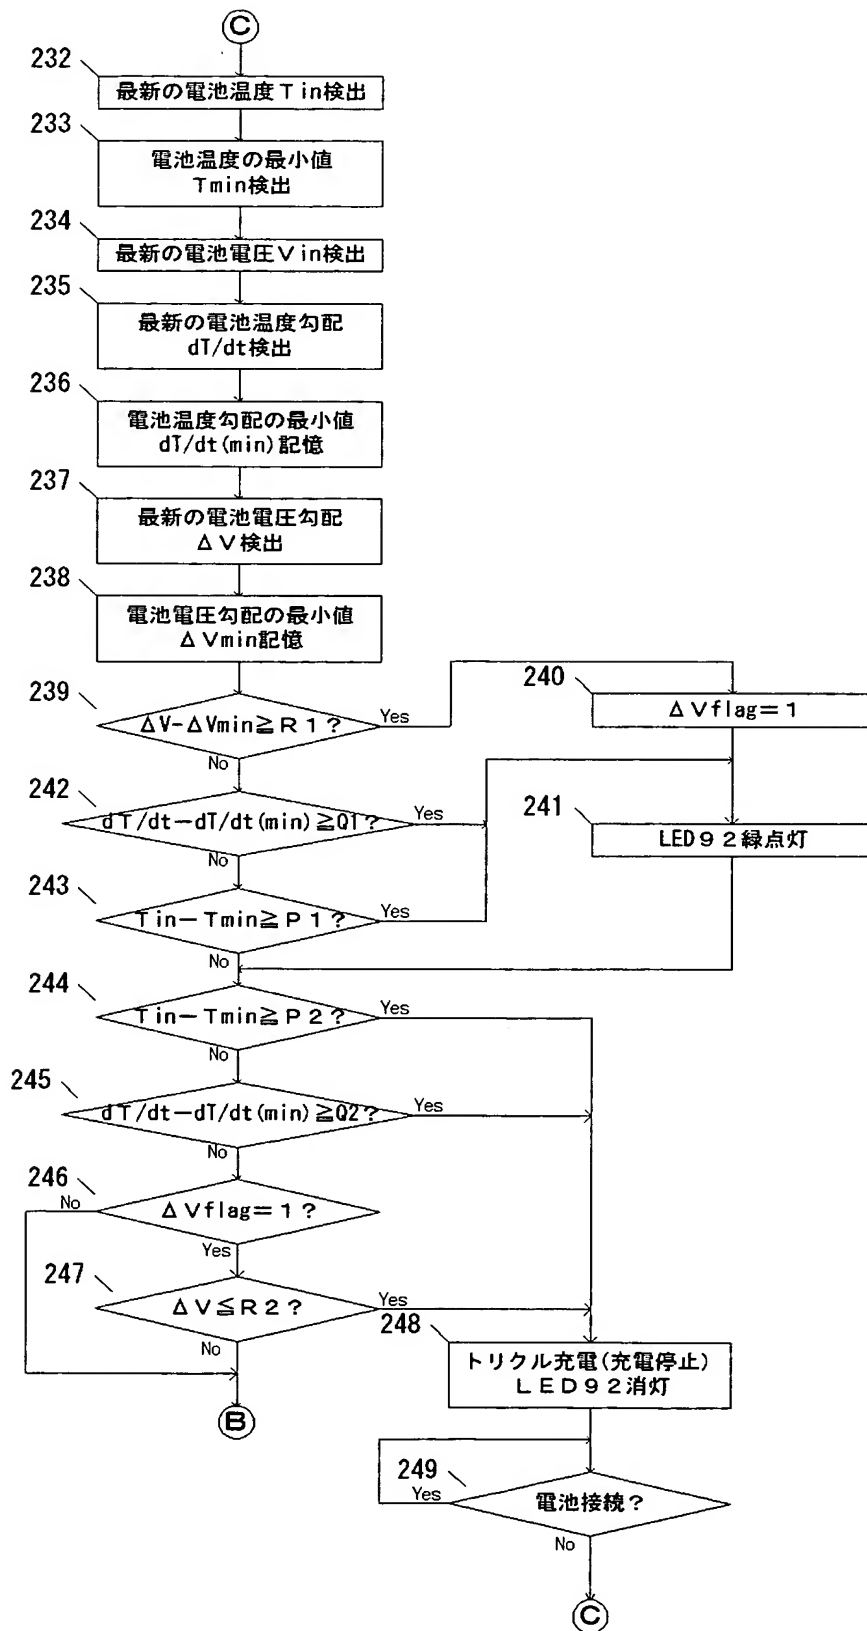 C
232
最新の電池温度Tin検出
233
電池温度の最小値
Tmin検出
234
最新の電池電圧Vin検出
235
最新の電池温度勾配
dT/dt検出
236
電池温度勾配の最小値
dT/dt(min)記憶
237
最新の電池電圧勾配
ΔV検出
238
電池電圧勾配の最小値
ΔVmin記憶
239
ΔV-ΔVmin≧R1?
Yes
No
240
ΔVflag=1
241
LED92緑点灯
242
dT/dt-dT/dt(min)≧Q1?
Yes
No
243
Tin-Tmin≧P1?
Yes
No
244
Tin-Tmin≧P2?
Yes
No
245
dT/dt-dT/dt(min)≧Q2?
Yes
No
246
No
ΔVflag=1?
Yes
247
ΔV≦R2?
Yes
No
B
248
トリクル充電(充電停止)
LED92消灯
249
Yes
電池接続?
No
C